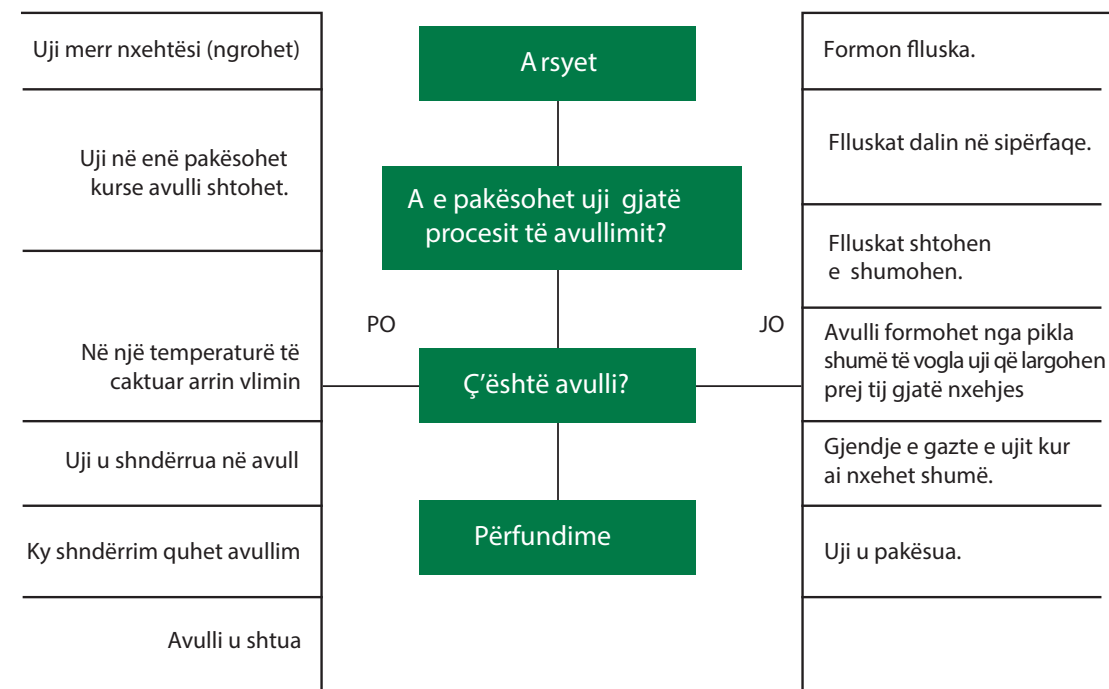 Uji merr nxehtësi (ngrohet)
Uji në enë pakësohet
kurse avulli shtohet.
Në një temperaturë të
caktuar arrin vlimin
Uji u shndërrua në avull
Ky shndërrim quhet avullim
Avulli u shtua
Arsyet
A e pakësohet uji gjatë
procesit të avullimit?
PO
JO
Ç'është avulli?
Përfundime
Formon flluska.
Flluskat dalin në sipërfaqe.
Flluskat shtohen
e shumohen.
Avulli formohet nga pikla
shumë të vogla uji që largohen
prej tij gjatë nxehjes
Gjendje e gazte e ujit kur
ai nxehet shumë.
Uji u pakësua.